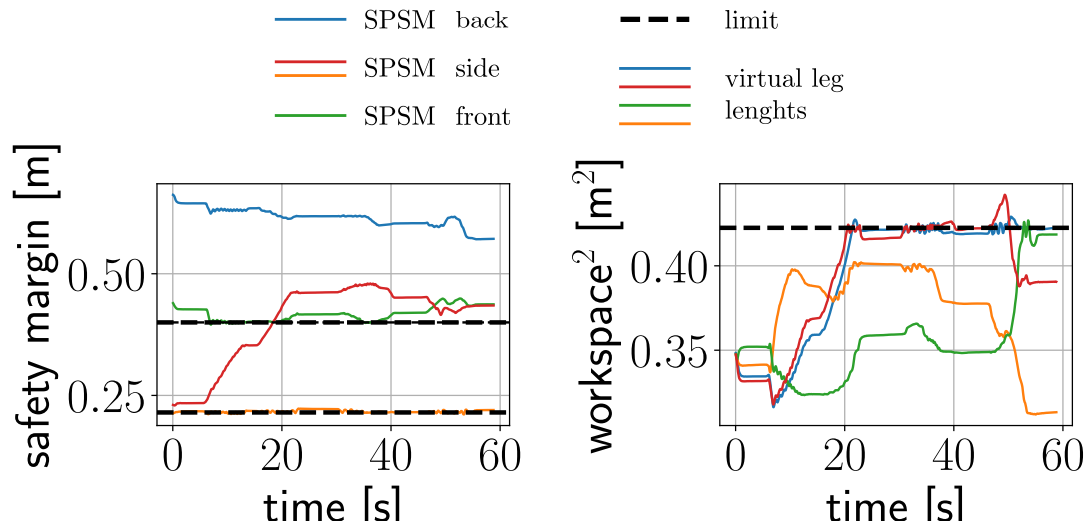 SPSM back
SPSM side
SPSM front
limit
virtual leg
lenghts
safety margin [m]
0.50
0.25
0 20 40 60
time [s]
workspace² [m²]
0.40
0.35
0 20 40 60
time [s]